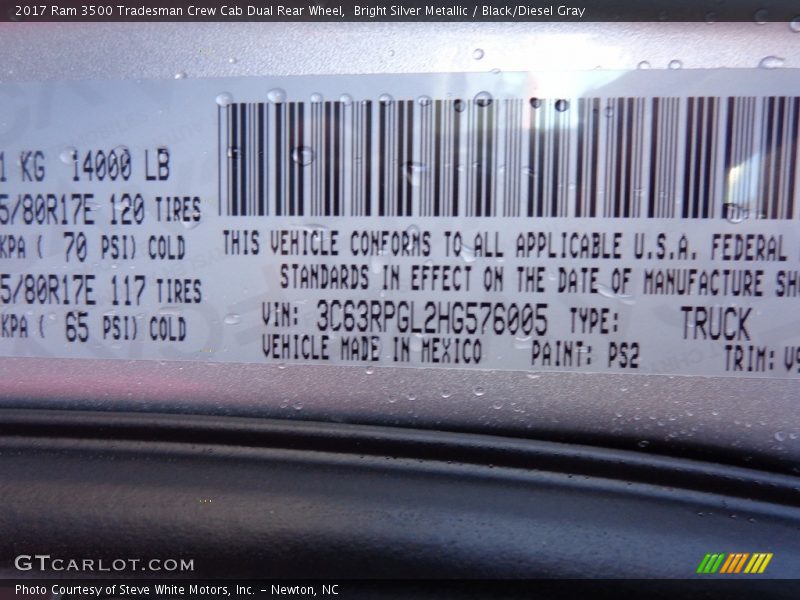 2017 Ram 3500 Tradesman Crew Cab Dual Rear Wheel, Bright Silver Metallic / Black/Diesel Gray
1 KG 14000 LB
5/80R17E 120 TIRES
KPA ( 70 PSI) COLD
5/80R17E 117 TIRES
KPA ( 65 PSI) COLD
THIS VEHICLE CONFORMS TO ALL APPLICABLE U.S.A. FEDERAL
STANDARDS IN EFFECT ON THE DATE OF MANUFACTURE SH
VIN: 3C63RPGL2HG576005 TYPE: TRUCK
VEHICLE MADE IN MEXICO PAINT: PS2 TRIM: V9
GTCARLOT.COM
Photo Courtesy of Steve White Motors, Inc. – Newton, NC